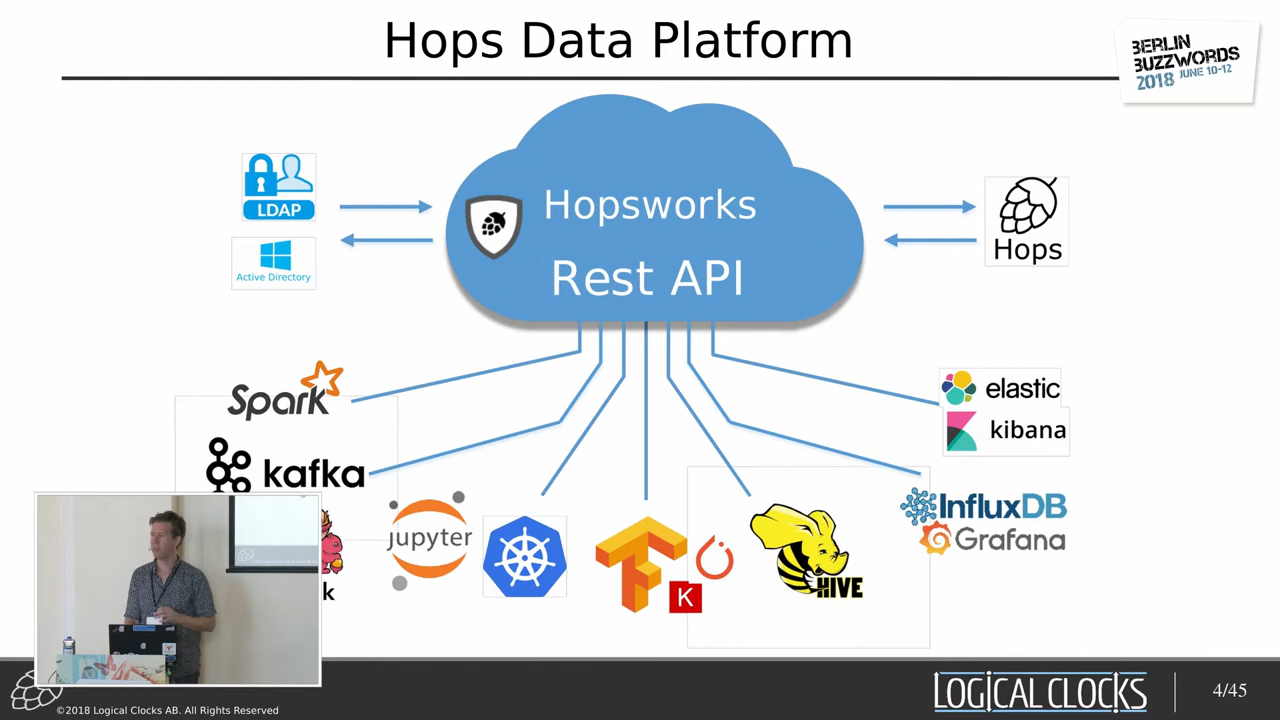 Hops Data Platform
BERLIN
BUZZWORDS
2018 JUNE 10-12
LDAP
Active Directory
Hopsworks
Rest API
Hops
Spark
kafka
elastic
kibana
jupyter
K
HIVE
InfluxDB
Grafana
k
LOGICAL CLOCKS
4/45
©2018 Logical Clocks AB. All Rights Reserved